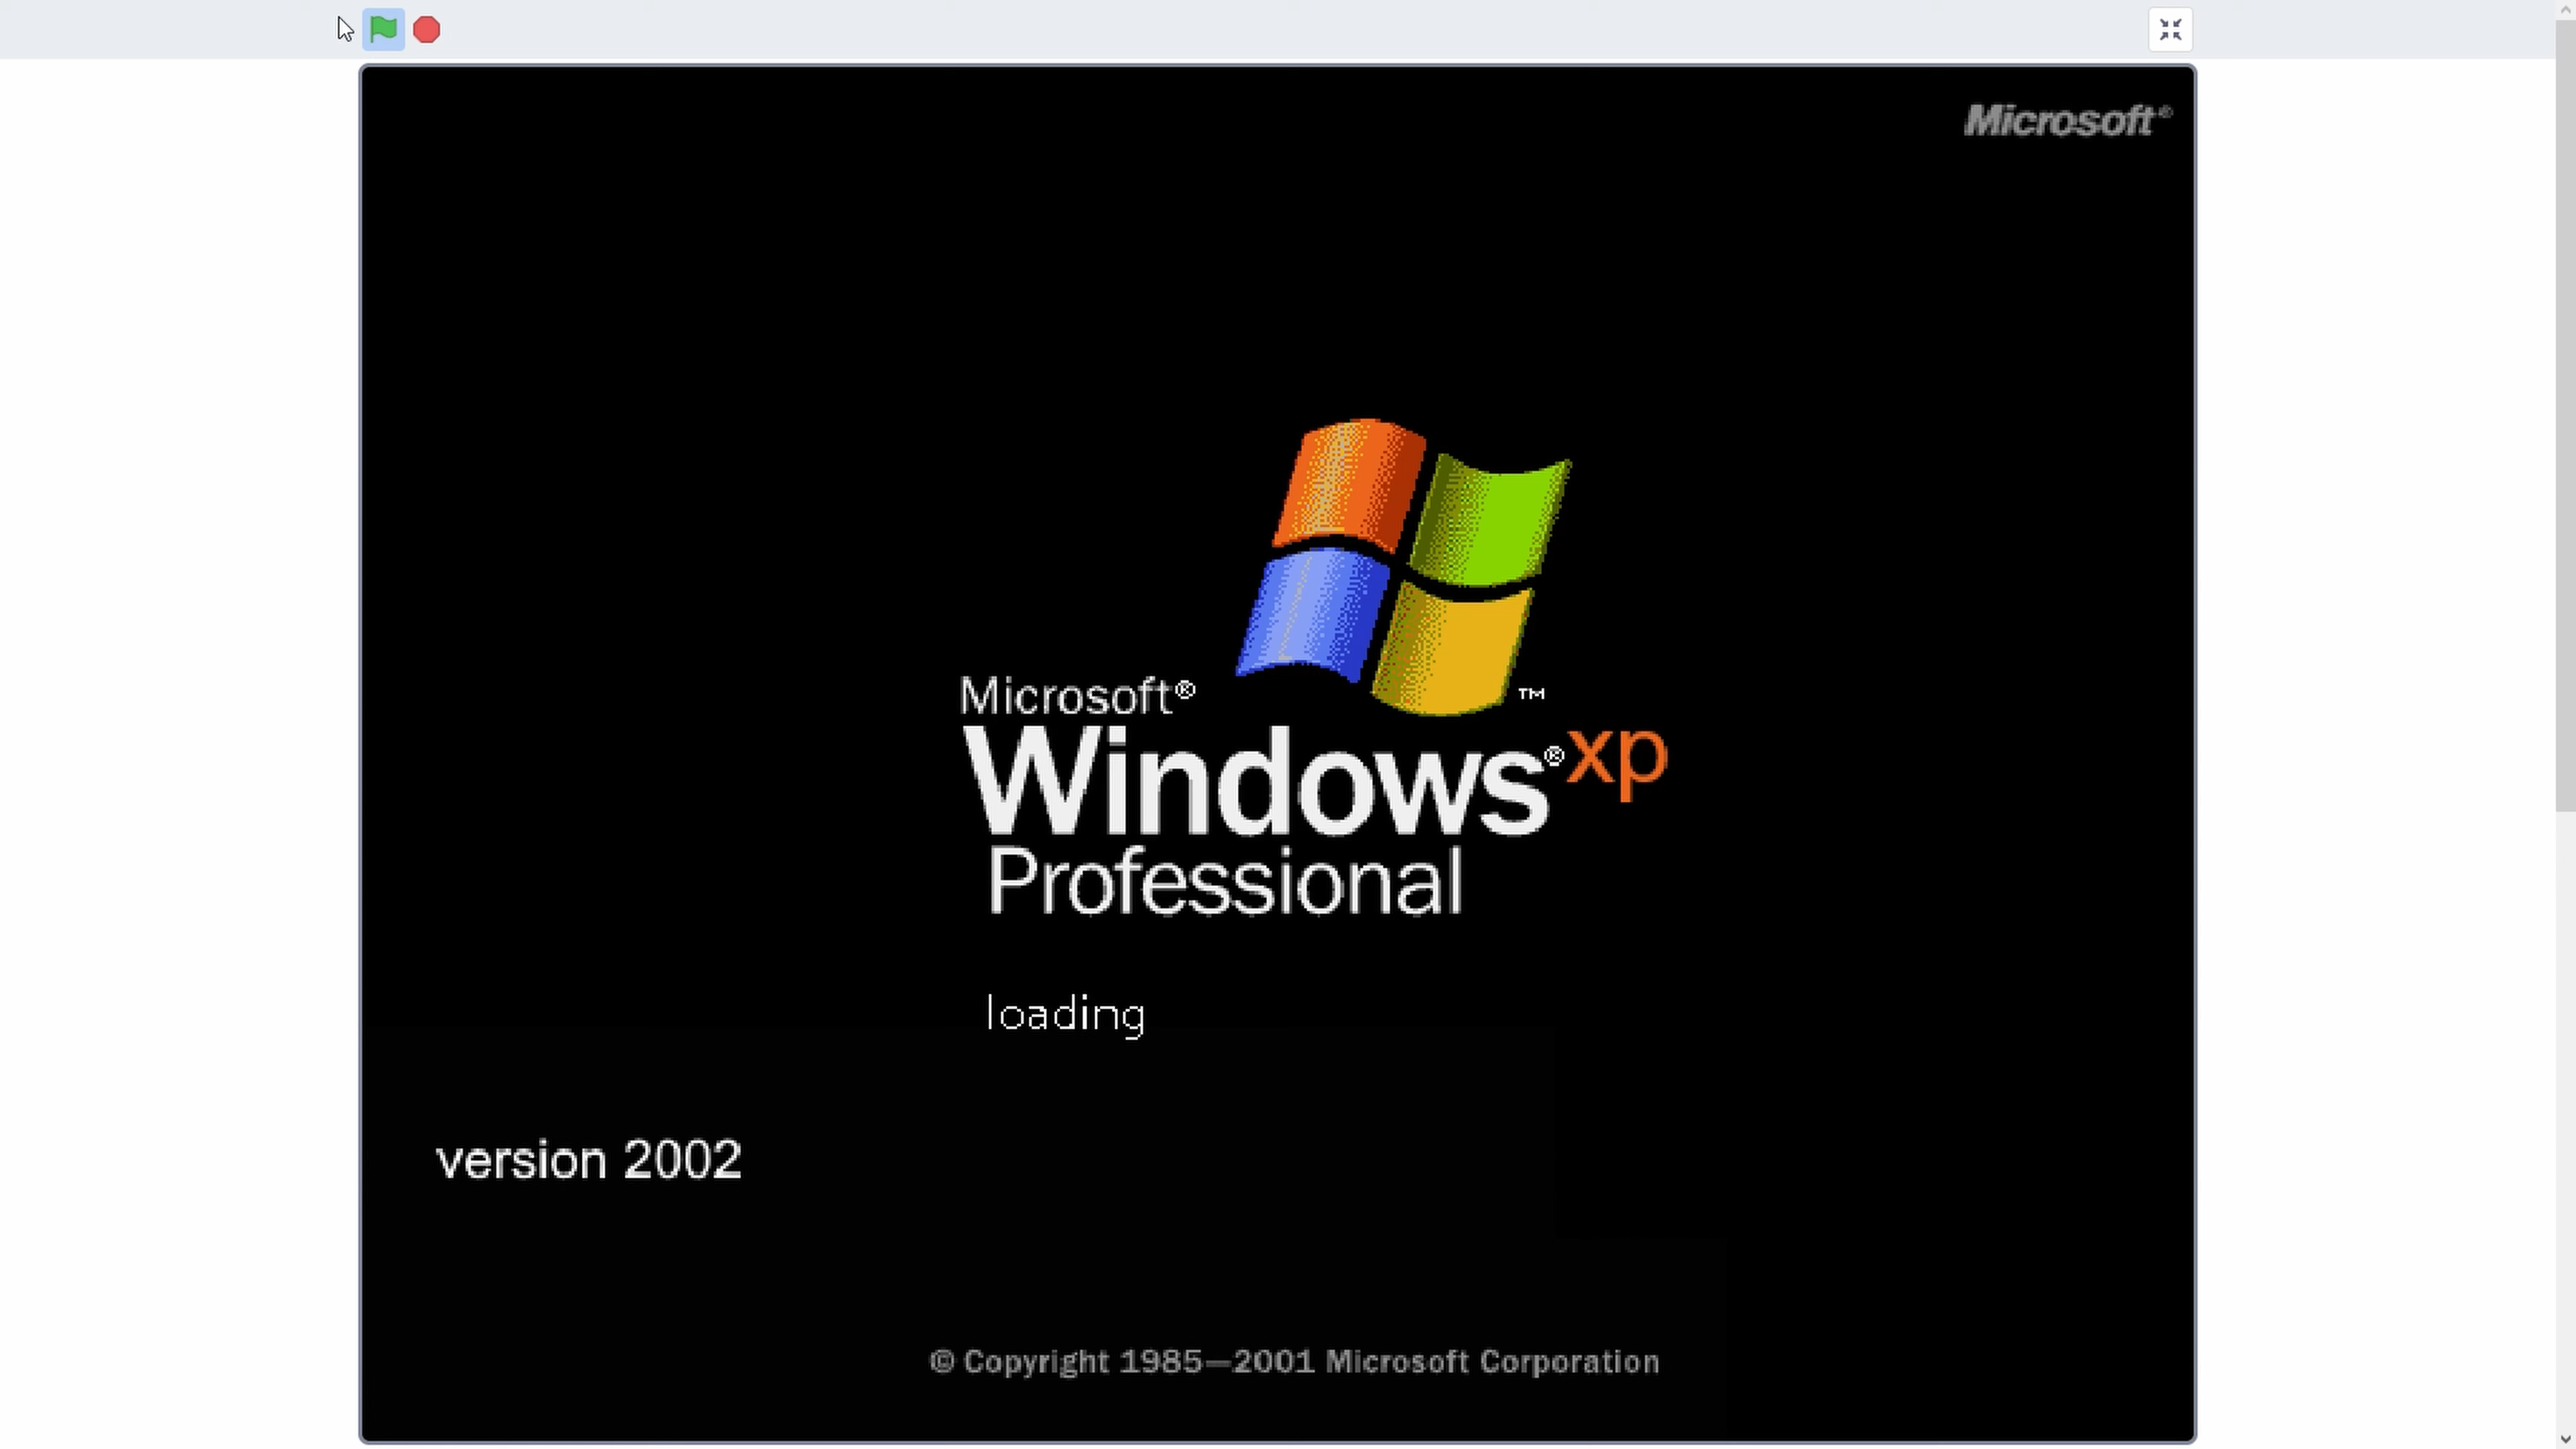 Microsoft®
Microsoft®
™
Windows® xp
Professional
loading
version 2002
© Copyright 1985—2001 Microsoft Corporation